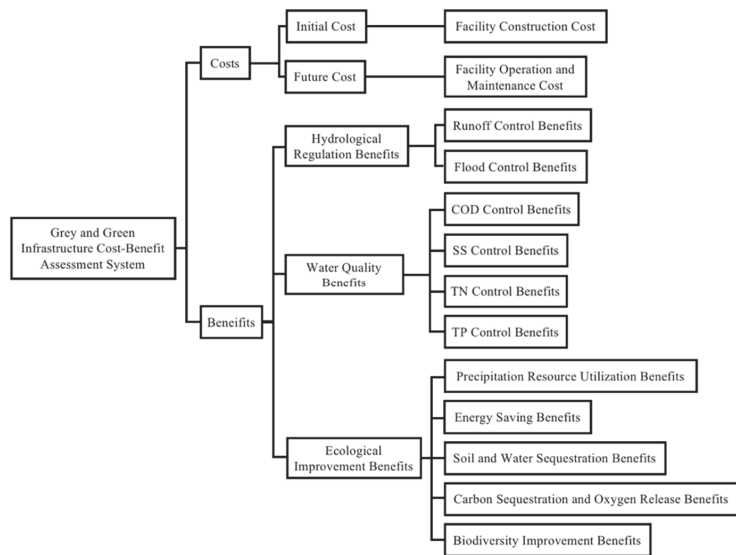 Initial Cost
Facility Construction Cost
Costs
Future Cost
Facility Operation and
Maintenance Cost
Hydrological
Regulation Benefits
Runoff Control Benefits
Flood Control Benefits
Grey and Green
Infrastructure Cost-Benefit
Assessment System
COD Control Benefits
SS Control Benefits
Water Quality
Benefits
TN Control Benefits
TP Control Benefits
Beneifits
Precipitation Resource Utilization Benefits
Energy Saving Benefits
Ecological
Improvement Benefits
Soil and Water Sequestration Benefits
Carbon Sequestration and Oxygen Release Benefits
Biodiversity Improvement Benefits